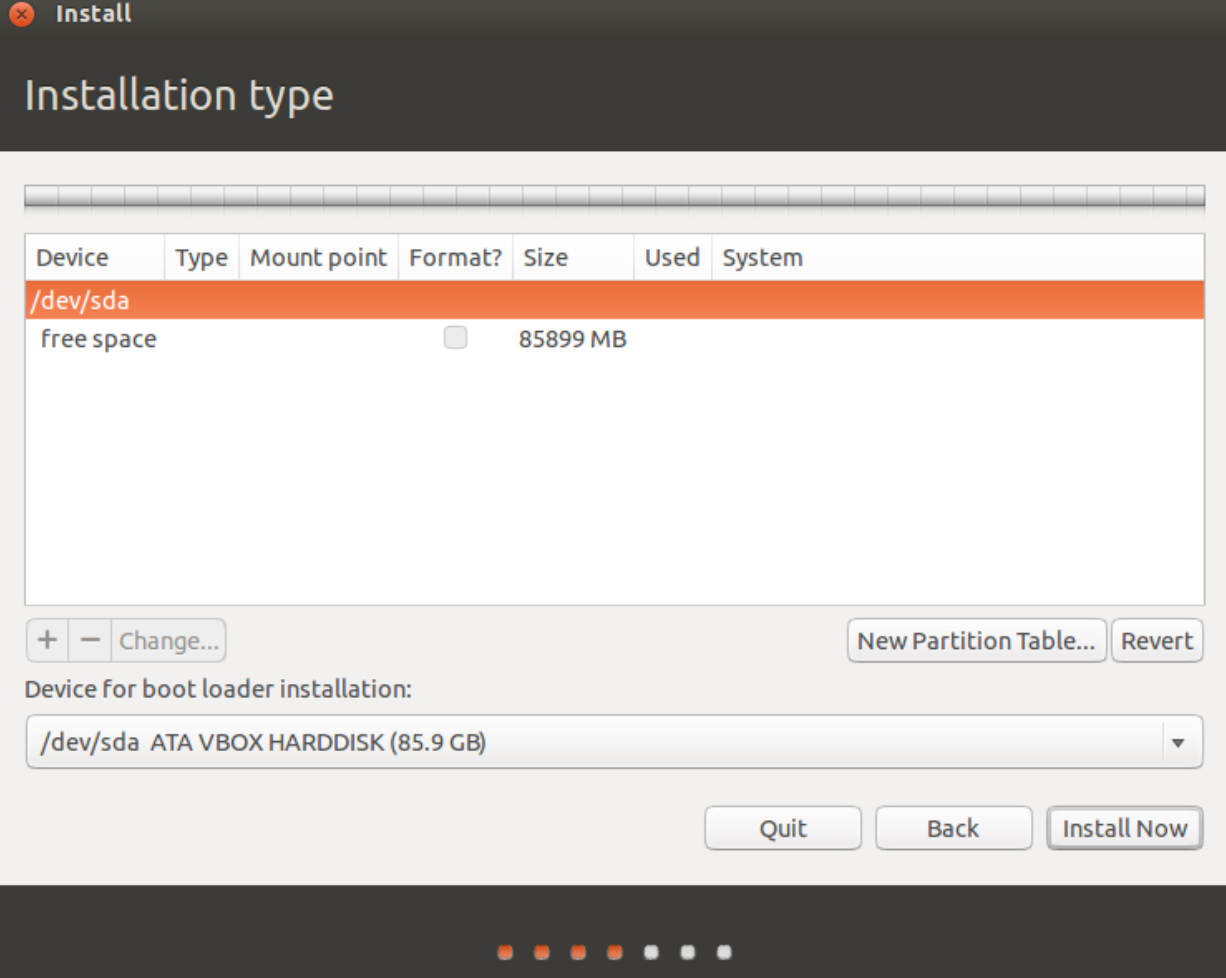 Install
Installation type
Device Type Mount point Format? Size Used System
/dev/sda
free space 85899 MB
+ − Change... New Partition Table... Revert
Device for boot loader installation:
/dev/sda ATA VBOX HARDDISK (85.9 GB)
Quit Back Install Now